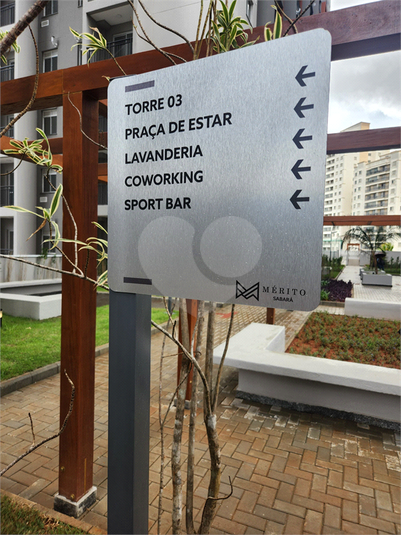 TORRE 03 ←
PRAÇA DE ESTAR ←
LAVANDERIA ←
COWORKING ←
SPORT BAR ←
MÉRITO
SABARÁ